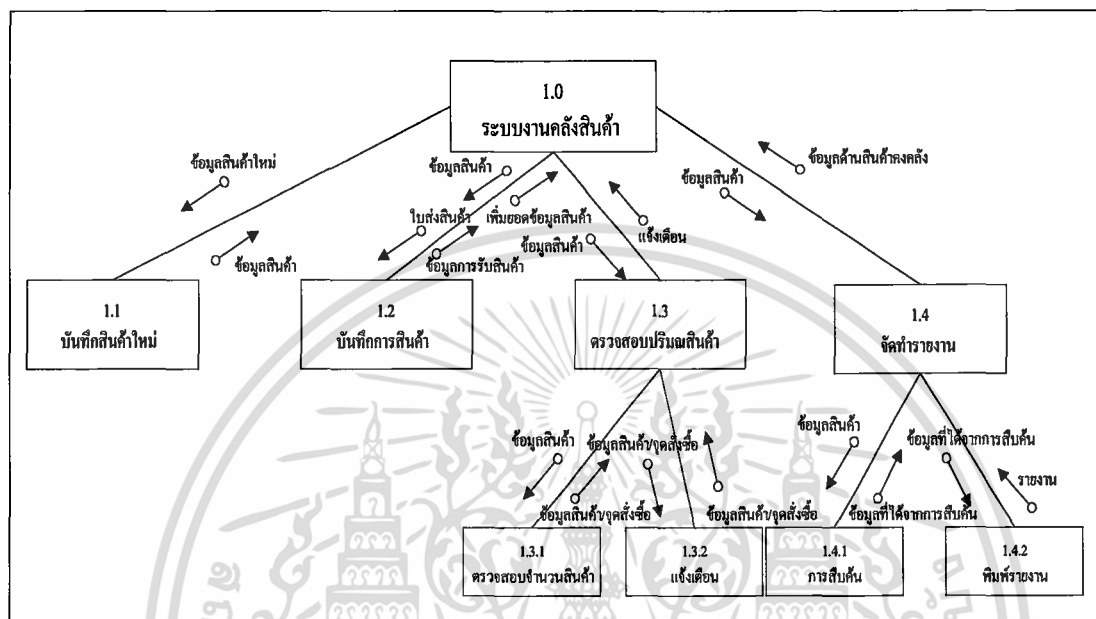 1.0
ระบบงานคลังสินค้า
ข้อมูลสินค้าใหม่
ข้อมูลสินค้า
ข้อมูลสินค้า
ใบส่งสินค้า
เพิ่มยอดข้อมูลสินค้า
ข้อมูลการรับสินค้า
ข้อมูลสินค้า
แจ้งเตือน
ข้อมูลสินค้า
ข้อมูลด้านสินค้าคงคลัง
1.1
บันทึกสินค้าใหม่
1.2
บันทึกการสินค้า
1.3
ตรวจสอบปริมณสินค้า
1.4
จัดทำรายงาน
ข้อมูลสินค้า
ข้อมูลสินค้า/จุดสั่งซื้อ
ข้อมูลสินค้า/จุดสั่งซื้อ
ข้อมูลสินค้า/จุดสั่งซื้อ
ข้อมูลสินค้า
ข้อมูลที่ได้จากการสืบค้น
ข้อมูลที่ได้จากการสืบค้น
รายงาน
1.3.1
ตรวจสอบจำนวนสินค้า
1.3.2
แจ้งเตือน
1.4.1
การสืบค้น
1.4.2
พิมพ์รายงาน